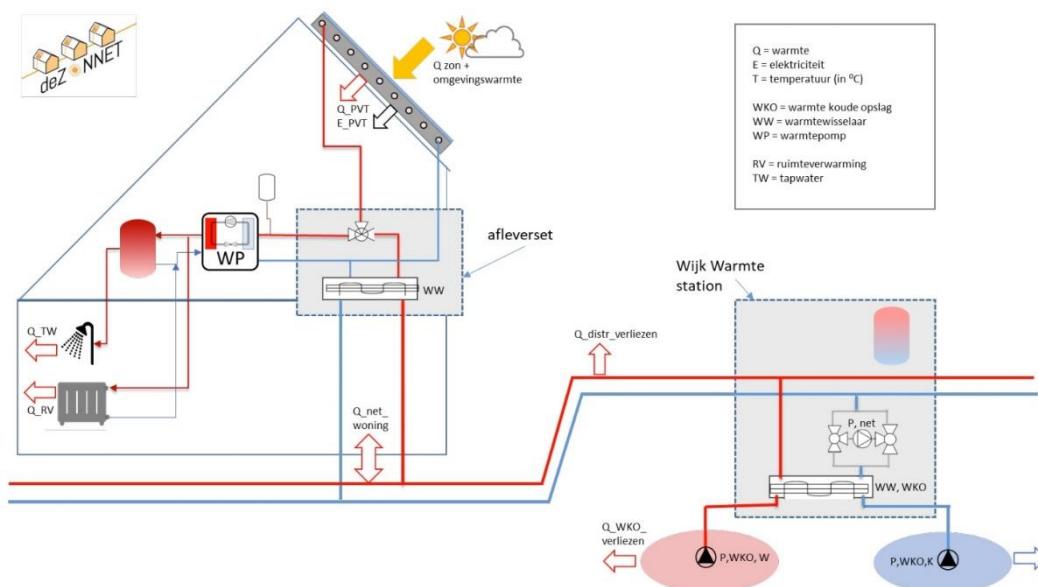 deZonNET
Q zon +
omgevingswarmte
Q_PVT
E_PVT
Q = warmte
E = elektriciteit
T = temperatuur (in ⁰C)
WKO = warmte koude opslag
WW = warmtewisselaar
WP = warmtepomp
RV = ruimteverwarming
TW = tapwater
WP
afleverset
WW
Wijk Warmte
station
Q_TW
Q_RV
Q_distr_verliezen
Q_net_
woning
P, net
WW, WKO
Q_WKO_
verliezen
P,WKO, W
P,WKO,K